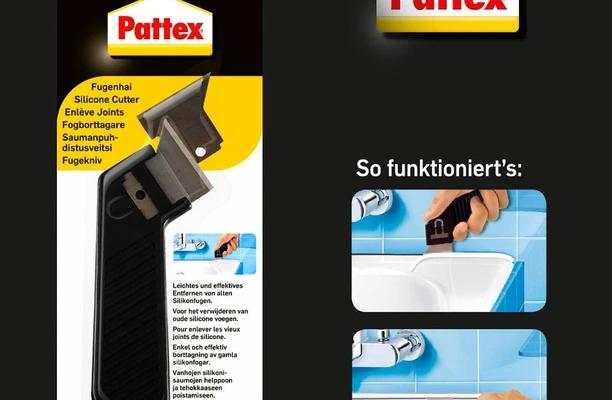 Pattex
Fugenhai
Silicone Cutter
Enlève Joints
Fogborttagare
Saumanpuh-
distusveitsi
Fugekniv
Leichtes und effektives
Entfernen von alten
Silikonfugen.
Voor het verwijderen van
oude silicone voegen.
Pour enlever les vieux
joints de silicone.
Enkel och effektiv
borttagning av gamla
silikonfogar.
Vanhojen silikoni-
saumojen helppoon
ja tehokkaaseen
poistamiseen.
Pattex
So funktioniert's: